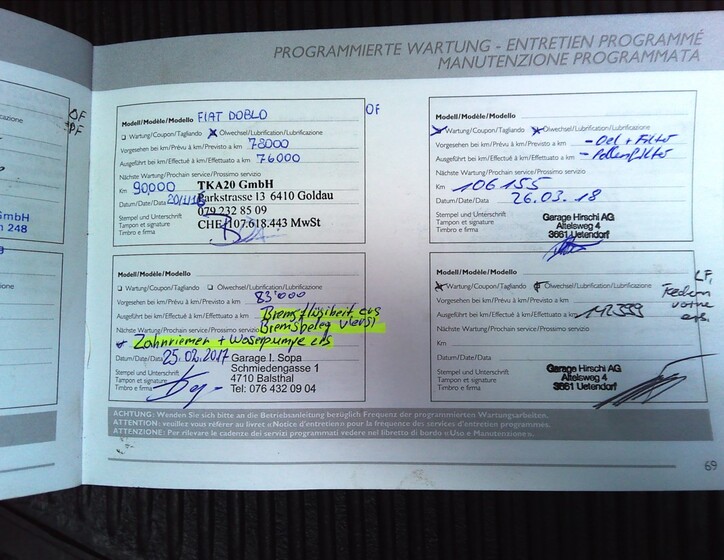 PROGRAMMIERTE WARTUNG - ENTRETIEN PROGRAMMÉ
MANUTENZIONE PROGRAMMATA
OF
Modell/Modèle/Modello FIAT DOBLO
Wartung/Coupon/Tagliando Ölwechsel/Lubrification/Lubrificazione
Vorgesehen bei km/Prévu à km/Previsto a km 78000
Ausgeführt bei km/Effectué à km/Effettuato a km 76000
Nächste Wartung/Prochain service/Prossimo servizio
Km 90,000 TKA20 GmbH
Parkstrasse 13 6410 Goldau
Datum/Date/Data
079 232 85 09
Stempel und Unterschrift CHE/107.618.443 MwSt
Tampon et signature
Timbro e firma
OF
Modell/Modèle/Modello
Wartung/Coupon/Tagliando Ölwechsel/Lubrification/Lubrificazione
Vorgesehen bei km/Prévu à km/Previsto a km 83'000
Ausgeführt bei km/Effectué à km/Effettuato a km
Nächste Wartung/Prochain service/Prossimo servizio
Zahnriemen +
Datum/Date/Data 25.02.2017 Garage I. Sopa
Schmiedengasse 1
Stempel und Unterschrift 4710 Balsthal
Tampon et signature Tel: 076 432 09 04
Timbro e firma
Modell/Modèle/Modello
Wartung/Coupon/Tagliando Ölwechsel/Lubrification/Lubrificazione
Vorgesehen bei km/Prévu à km/Previsto a km - Oel + Filter
Ausgeführt bei km/Effectué à km/Effettuato a km - Pollenfilter
Nächste Wartung/Prochain service/Prossimo servizio
Km 106155
Datum/Date/Data 26.03.18
Stempel und Unterschrift Garage Hirschi AG
Tampon et signature Altelsweg 4
Timbro e firma 3661 Uetendorf
Modell/Modèle/Modello
Wartung/Coupon/Tagliando Ölwechsel/Lubrification/Lubrificazione
Vorgesehen bei km/Prévu à km/Previsto a km
Ausgeführt bei km/Effectué à km/Effettuato a km
Nächste Wartung/Prochain service/Prossimo servizio
Km
Datum/Date/Data
Stempel und Unterschrift Garage Hirschi AG
Tampon et signature Altelsweg 4
Timbro e firma 3661 Uetendorf
ACHTUNG: Wenden Sie sich bitte an die Betriebsanleitung bezüglich Frequenz der programmierten Wartungsarbeiten.
ATTENTION: veuillez vous référer au livret «Notice d'entretien» pour la fréquence des services d'entretien programmés.
ATTENZIONE: Per rilevare le cadenze dei servizi programmati vedere nel libretto di bordo «Uso e Manutenzione».
69